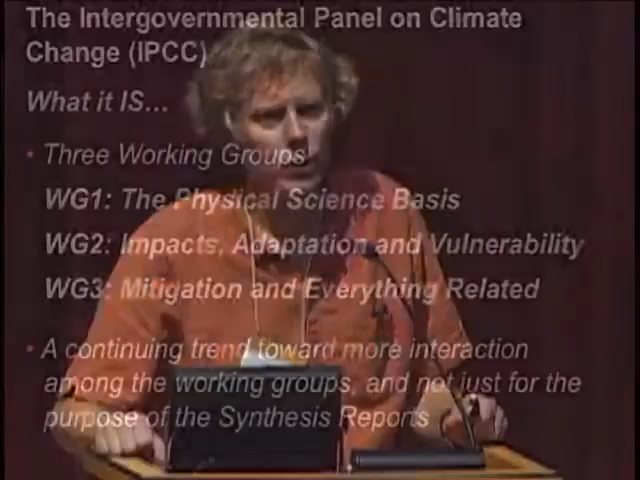 The Intergovernmental Panel on Climate
Change (IPCC)
What it IS...
• Three Working Groups
WG1: The Physical Science Basis
WG2: Impacts, Adaptation and Vulnerability
WG3: Mitigation and Everything Related
• A continuing trend toward more interaction
among the working groups, and not just for the
purpose of the Synthesis Reports